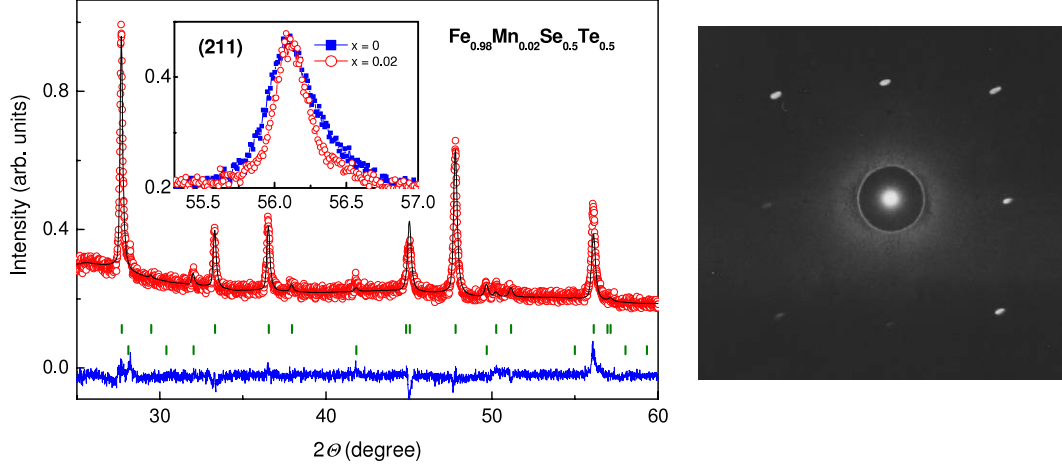 Fe0.98Mn0.02Se0.5Te0.5
(211)
x = 0
x = 0.02
0.4
0.2
55.5 56.0 56.5 57.0
Intensity (arb. units)
0.8
0.4
0.0
30 40 50 60
2Θ (degree)